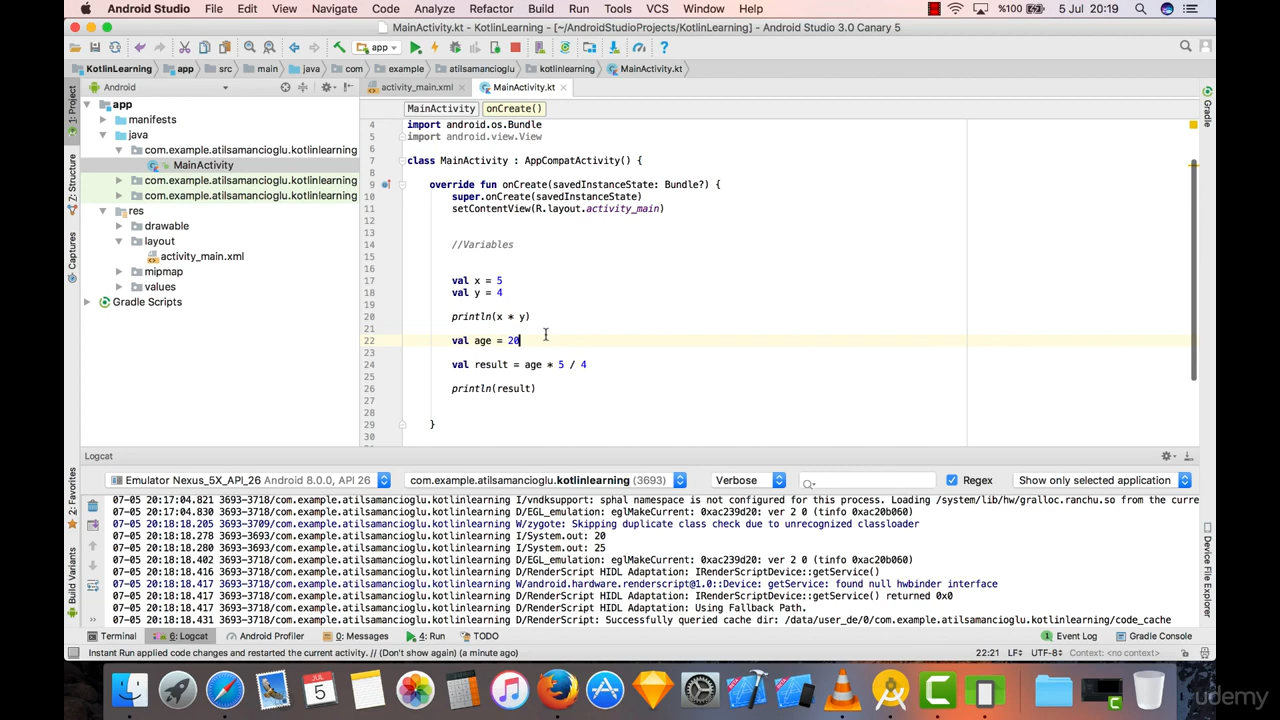 Android Studio File Edit View Navigate Code Analyze Refactor Build Run Tools VCS Window Help %100 5 Jul 20:19
MainActivity.kt - KotlinLearning - [~/AndroidStudioProjects/KotlinLearning] - Android Studio 3.0 Canary 5
app
KotlinLearning app src main java com example atilsamancioglu kotlinlearning MainActivity.kt
Android
activity_main.xml MainActivity.kt
MainActivity onCreate()
app
manifests
java
com.example.atilsamancioglu.kotlinlearning
MainActivity
com.example.atilsamancioglu.kotlinlearning
com.example.atilsamancioglu.kotlinlearning
res
drawable
layout
activity_main.xml
mipmap
values
Gradle Scripts
1: Project
Z: Structure
Captures
2: Favorites
Build Variants
Gradle
Device File Explorer
4 import android.os.Bundle
5 import android.view.View
6
7 class MainActivity : AppCompatActivity() {
8
9 override fun onCreate(savedInstanceState: Bundle?) {
10 super.onCreate(savedInstanceState)
11 setContentView(R.layout.activity_main)
12
13
14 //Variables
15
16
17 val x = 5
18 val y = 4
19
20 println(x * y)
21
22 val age = 20
23
24 val result = age * 5 / 4
25
26 println(result)
27
28
29 }
30
Logcat
Emulator Nexus_5X_API_26 Android 8.0.0, API 26 com.example.atilsamancioglu.kotlinlearning (3693) Verbose Regex Show only selected application
07-05 20:17:04.821 3693-3718/com.example.atilsamancioglu.kotlinlearning I/vndksupport: sphal namespace is not configured for this process. Loading /system/lib/hw/gralloc.ranchu.so from the curre
07-05 20:17:04.830 3693-3718/com.example.atilsamancioglu.kotlinlearning D/EGL_emulation: eglMakeCurrent: 0xac239d20: ver 2 0 (tinfo 0xac20b060)
07-05 20:18:18.205 3693-3709/com.example.atilsamancioglu.kotlinlearning W/zygote: Skipping duplicate class check due to unrecognized classloader
07-05 20:18:18.278 3693-3693/com.example.atilsamancioglu.kotlinlearning I/System.out: 20
07-05 20:18:18.280 3693-3693/com.example.atilsamancioglu.kotlinlearning I/System.out: 25
07-05 20:18:18.402 3693-3718/com.example.atilsamancioglu.kotlinlearning D/EGL_emulation: eglMakeCurrent: 0xac239d20: ver 2 0 (tinfo 0xac20b060)
07-05 20:18:18.417 3693-3718/com.example.atilsamancioglu.kotlinlearning D/RenderScript HIDL Adaptation: IRenderScriptDevice::getService()
07-05 20:18:18.417 3693-3718/com.example.atilsamancioglu.kotlinlearning W/android.hardware.renderscript@1.0::Device: getService: found null hwbinder interface
07-05 20:18:18.417 3693-3718/com.example.atilsamancioglu.kotlinlearning D/RenderScript HIDL Adaptation: IRenderScriptDevice::getService() returned 0x0
07-05 20:18:18.417 3693-3718/com.example.atilsamancioglu.kotlinlearning D/RenderScript HIDL Adaptation: Using Fallback Path.
07-05 20:18:18.431 3693-3718/com.example.atilsamancioglu.kotlinlearning D/RenderScript: Successfully queried cache dir: /data/user_de/0/com.example.atilsamancioglu.kotlinlearning/code_cache
Terminal 6: Logcat Android Profiler 0: Messages 4: Run TODO Event Log Gradle Console
Instant Run applied code changes and restarted the current activity. // (Don't show again) (a minute ago) 22:21 LF÷ UTF-8÷ Context: <no context>
JUL
5
udemy